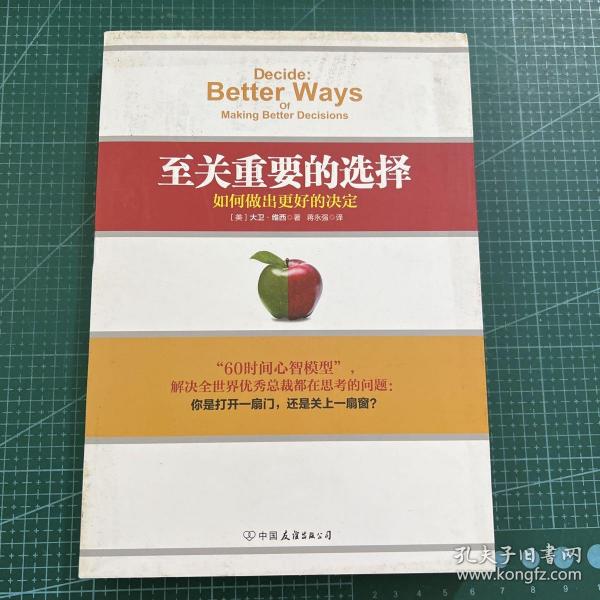 Decide:
Better Ways
Of
Making Better Decisions
至关重要的选择
如何做出更好的决定
［美］大卫·维西◎著 蒋永强◎译
“60时间心智模型”，
解决全世界优秀总裁都在思考的问题：
你是打开一扇门，还是关上一扇窗？
中国友谊出版公司
孔夫子旧书网
www.kongfz.com